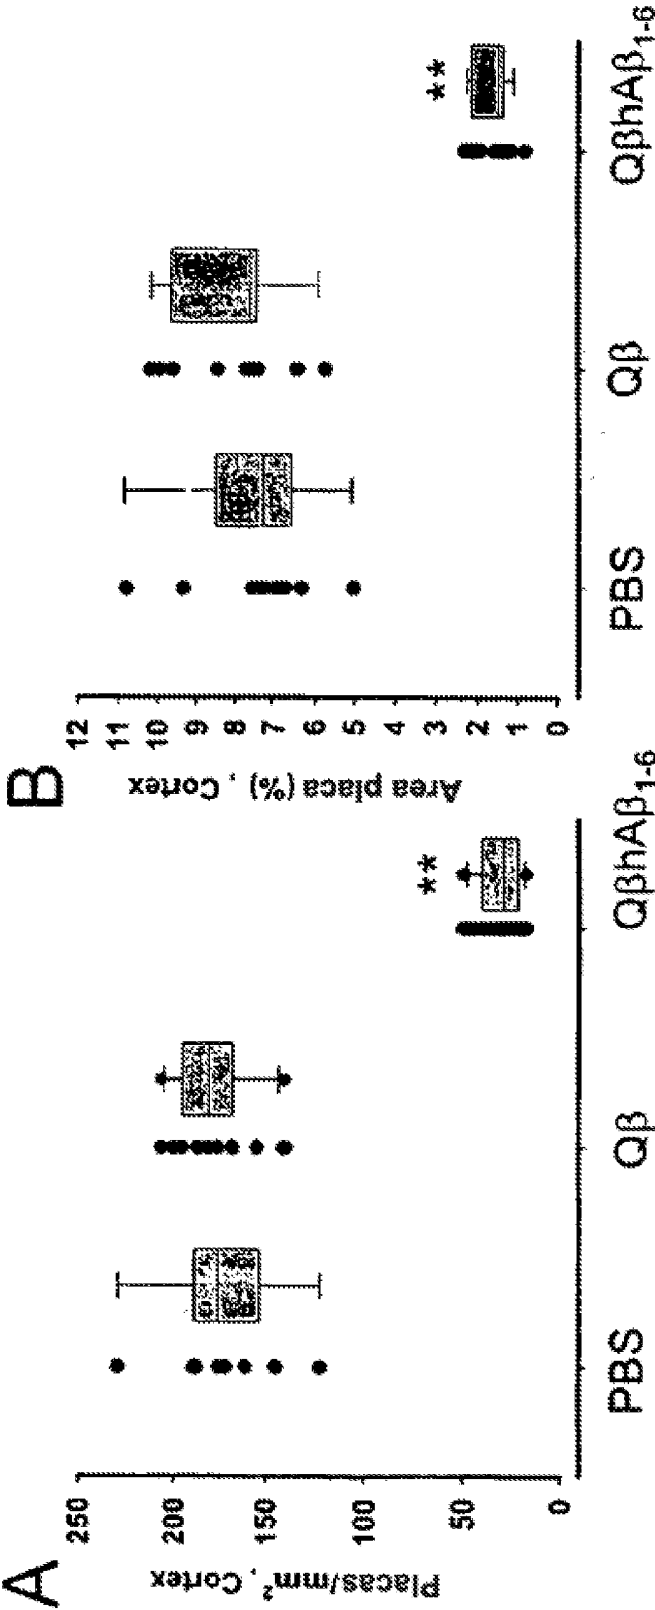 A
Placas/mm², Cortex
250
200
150
100
50
0
PBS
Qβ
QβhAβ1-6
**
B
Area placa (%) , Cortex
12
11
10
9
8
7
6
5
4
3
2
1
0
PBS
Qβ
QβhAβ1-6
**